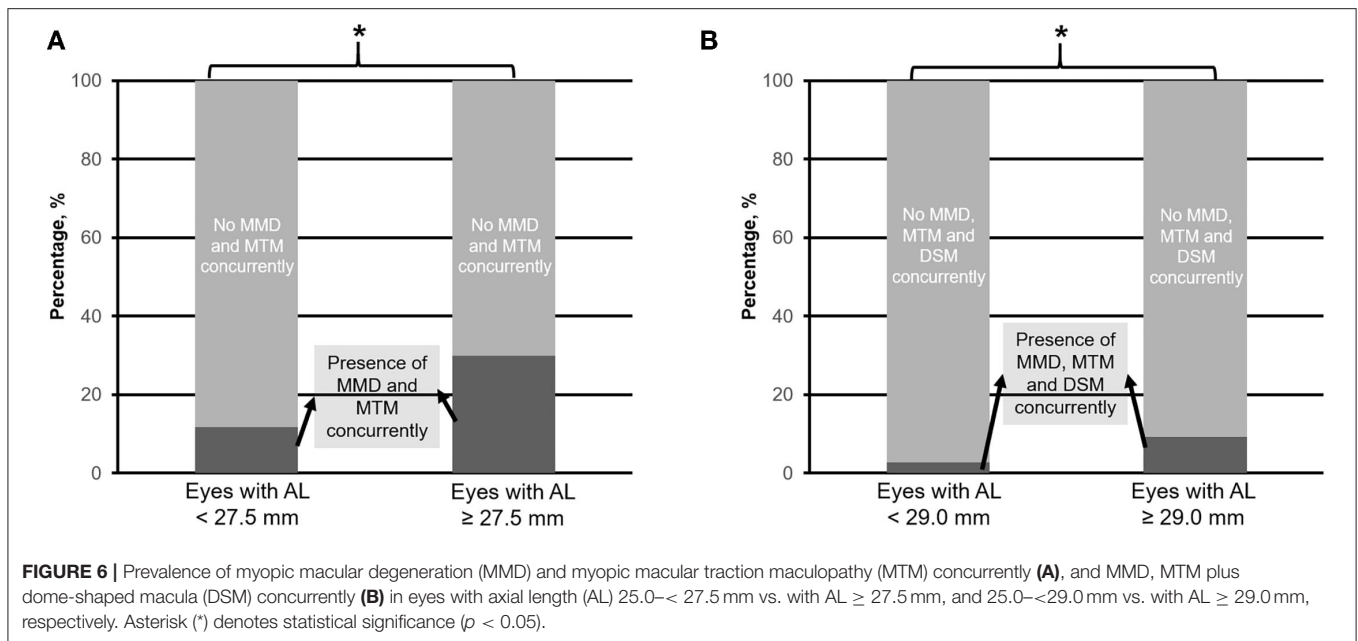 A
*
100
80
60
40
20
0
Percentage, %
No MMD
and MTM
concurrently
No MMD
and MTM
concurrently
Presence of
MMD and
MTM
concurrently
Eyes with AL
< 27.5 mm
Eyes with AL
≥ 27.5 mm
B
*
100
80
60
40
20
0
Percentage, %
No MMD,
MTM and
DSM
concurrently
No MMD,
MTM and
DSM
concurrently
Presence of
MMD, MTM
and DSM
concurrently
Eyes with AL
< 29.0 mm
Eyes with AL
≥ 29.0 mm
FIGURE 6 | Prevalence of myopic macular degeneration (MMD) and myopic macular traction maculopathy (MTM) concurrently (A), and MMD, MTM plus
dome-shaped macula (DSM) concurrently (B) in eyes with axial length (AL) 25.0–< 27.5 mm vs. with AL ≥ 27.5 mm, and 25.0–<29.0 mm vs. with AL ≥ 29.0 mm,
respectively. Asterisk (*) denotes statistical significance (p < 0.05).